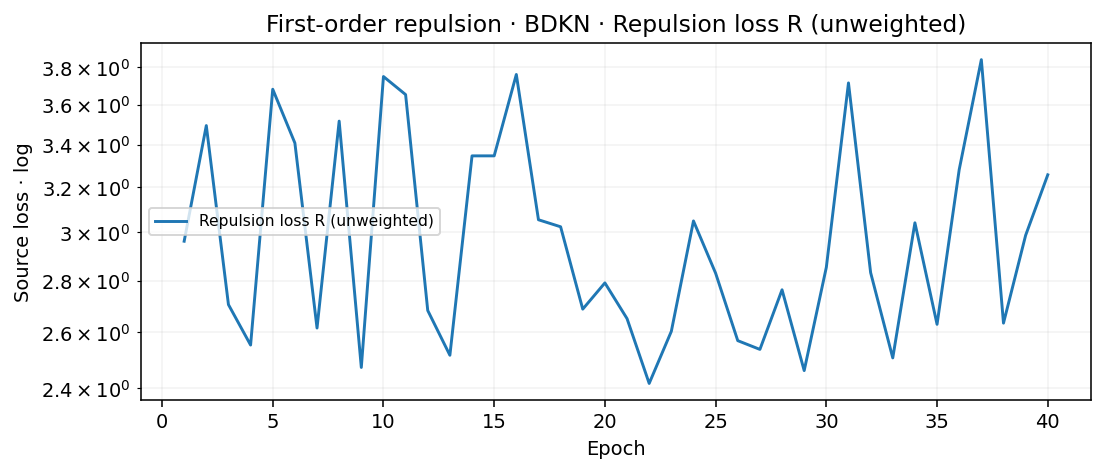 First-order repulsion · BDKN · Repulsion loss R (unweighted)
Source loss · log
3.8 × 10⁰
3.6 × 10⁰
3.4 × 10⁰
3.2 × 10⁰
3 × 10⁰
2.8 × 10⁰
2.6 × 10⁰
2.4 × 10⁰
Repulsion loss R (unweighted)
0 5 10 15 20 25 30 35 40
Epoch